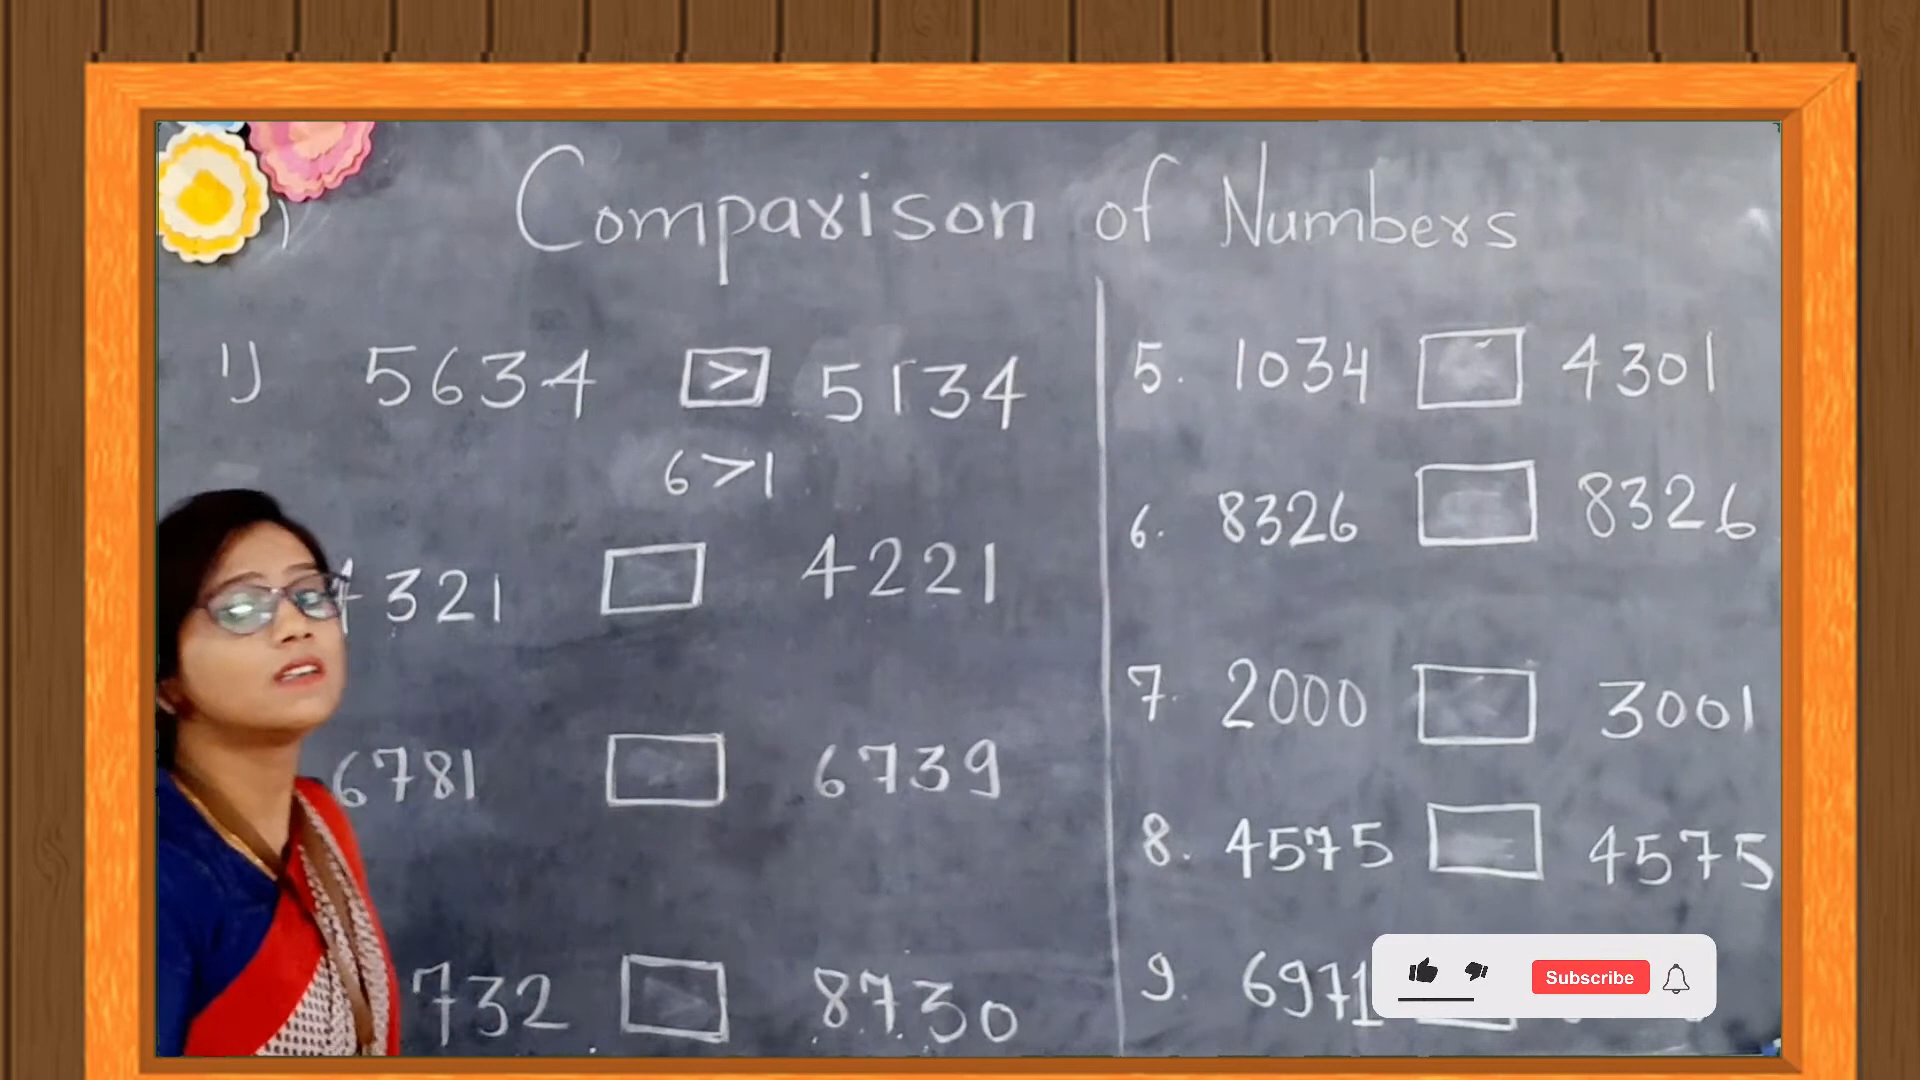 Comparison of Numbers
1) 5634 > 5134
6>1
4321 4221
6781 6739
732 8730
5. 1034 4301
6. 8326 8326
7. 2000 3001
8. 4575 4575
9. 6971
Subscribe